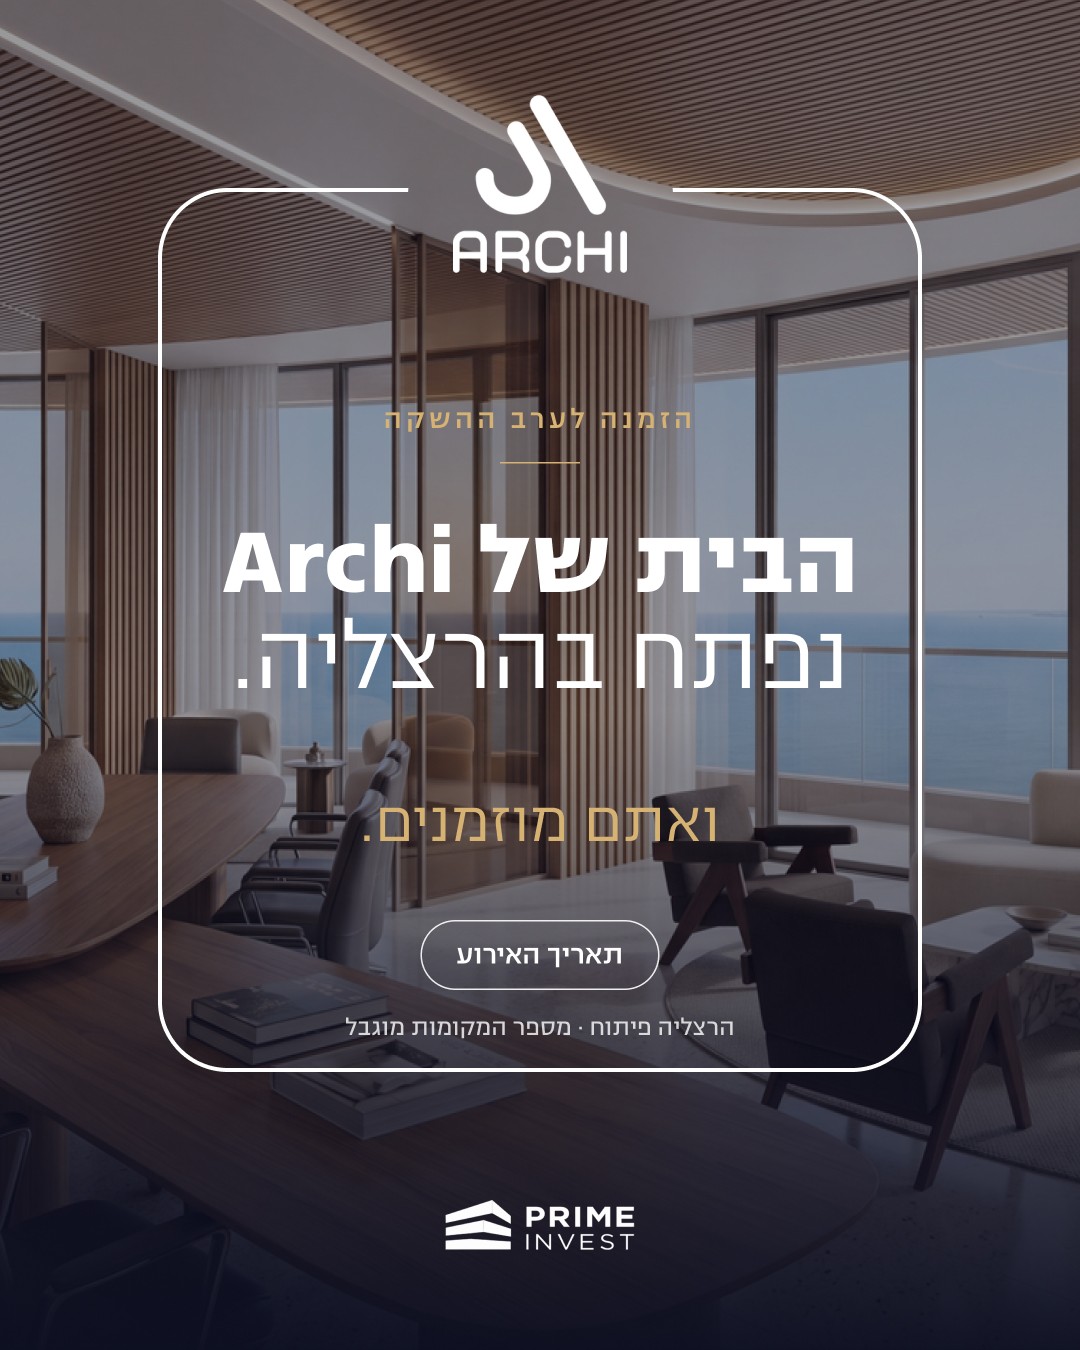 ARCHI
הזמנה לערב ההשקה
הבית של Archi
נפתח בהרצליה.
ואתם מוזמנים.
תאריך האירוע
הרצליה פיתוח · מספר המקומות מוגבל
PRIME
INVEST